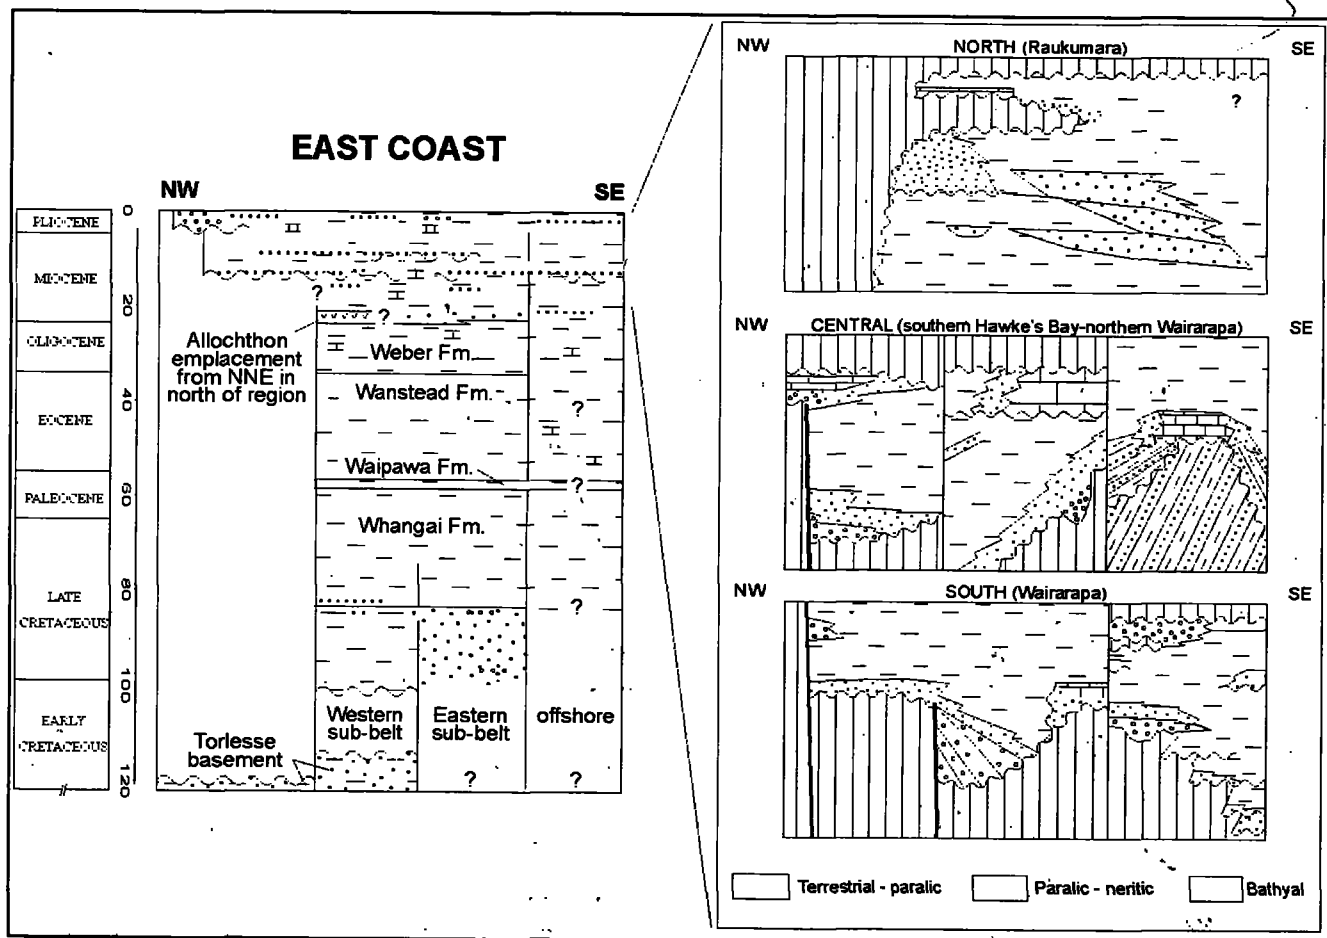 EAST COAST
NW
SE
PLIOCENE
MIOCENE
OLIGOCENE
EOCENE
PALEOCENE
LATE
CRETACEOUS
EARLY
CRETACEOUS
0
20
40
60
80
100
120
?
?
Allochthon
emplacement
from NNE in
north of region
Weber Fm.
Wanstead Fm.
?
Waipawa Fm.
?
Whangai Fm.
?
Western
sub-belt
Eastern
sub-belt
offshore
Torlesse
basement
?
?
NW
NORTH (Raukumara)
SE
?
NW
CENTRAL (southern Hawke's Bay-northern Wairarapa)
SE
NW
SOUTH (Wairarapa)
SE
Terrestrial - paralic
Paralic - neritic
Bathyal